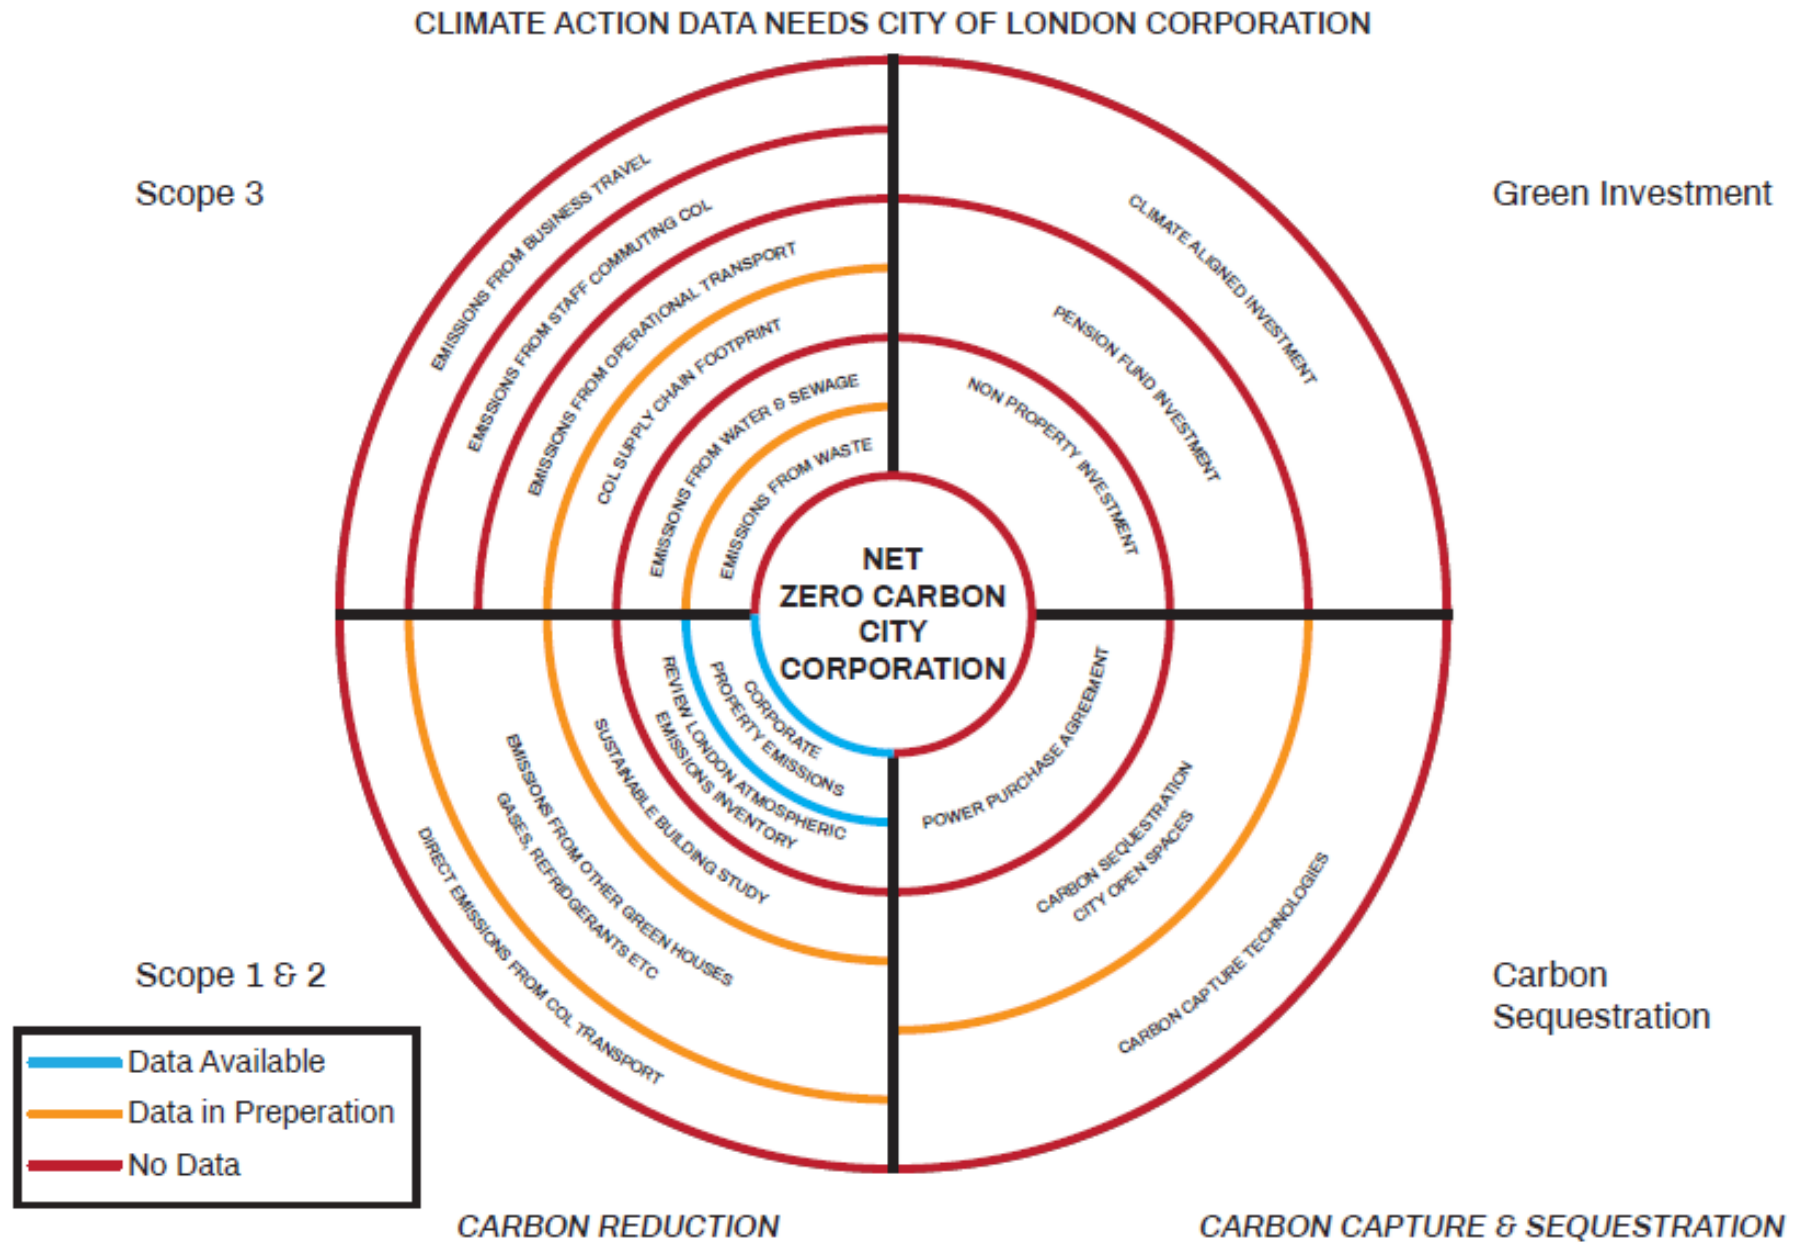 CLIMATE ACTION DATA NEEDS CITY OF LONDON CORPORATION
Scope 3
Green Investment
EMISSIONS FROM BUSINESS TRAVEL
EMISSIONS FROM STAFF COMMUTING COL
EMISSIONS FROM OPERATIONAL TRANSPORT
COL SUPPLY CHAIN FOOTPRINT
EMISSIONS FROM WATER & SEWAGE
EMISSIONS FROM WASTE
CLIMATE ALIGNED INVESTMENT
PENSION FUND INVESTMENT
NON PROPERTY INVESTMENT
NET
ZERO CARBON
CITY
CORPORATION
CORPORATE
PROPERTY EMISSIONS
REVIEW LONDON ATMOSPHERIC
EMISSIONS INVENTORY
SUSTAINABLE BUILDING STUDY
EMISSIONS FROM OTHER GREEN HOUSES
GASES, REFRIDGERANTS ETC
DIRECT EMISSIONS FROM COL TRANSPORT
POWER PURCHASE AGREEMENT
CARBON SEQUESTRATION
CITY OPEN SPACES
CARBON CAPTURE TECHNOLOGIES
Scope 1 & 2
Carbon
Sequestration
Data Available
Data in Preperation
No Data
CARBON REDUCTION
CARBON CAPTURE & SEQUESTRATION